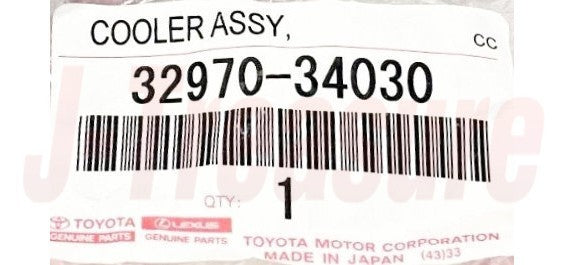 COOLER ASSY,
CC
32970-34030
J-Treasure
QTY: 1
TOYOTA LEXUS
GENUINE PARTS GENUINE PARTS
TOYOTA MOTOR CORPORATION
MADE IN JAPAN (43)33